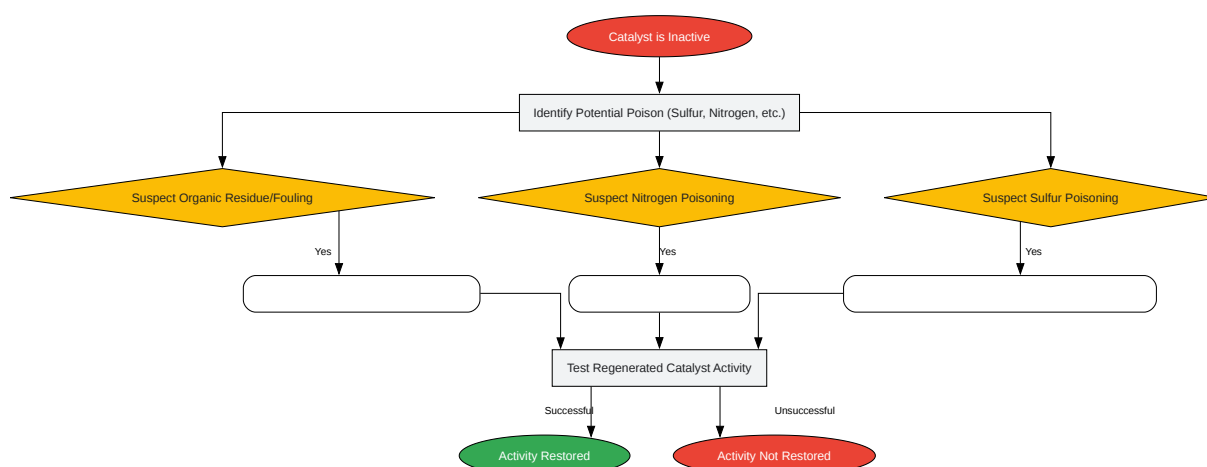 Catalyst is Inactive
Identify Potential Poison (Sulfur, Nitrogen, etc.)
Suspect Organic Residue/Fouling
Suspect Nitrogen Poisoning
Suspect Sulfur Poisoning
Yes
Yes
Yes
Test Regenerated Catalyst Activity
Successful
Unsuccessful
Activity Restored
Activity Not Restored